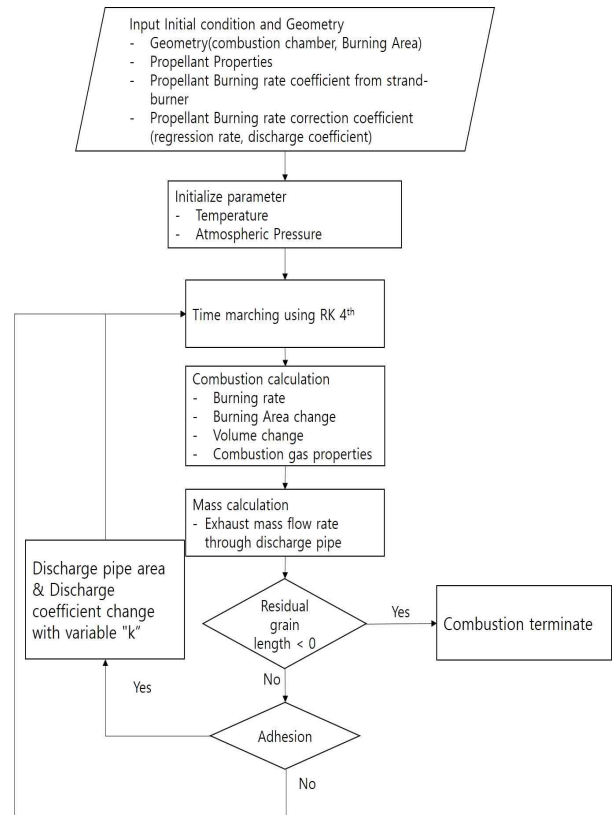 Input Initial condition and Geometry
- Geometry(combustion chamber, Burning Area)
- Propellant Properties
- Propellant Burning rate coefficient from strand-
burner
- Propellant Burning rate correction coefficient
(regression rate, discharge coefficient)
Initialize parameter
- Temperature
- Atmospheric Pressure
Time marching using RK 4th
Combustion calculation
- Burning rate
- Burning Area change
- Volume change
- Combustion gas properties
Mass calculation
- Exhaust mass flow rate
through discharge pipe
Discharge pipe area
& Discharge
coefficient change
with variable "k"
Residual
grain
length < 0
Yes
Combustion terminate
No
Yes
Adhesion
No